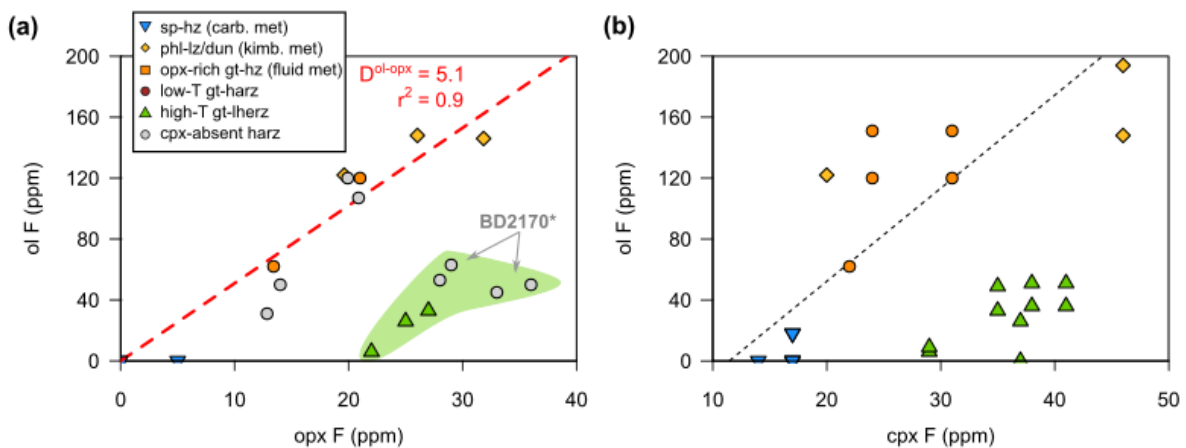 (a)
sp-hz (carb. met)
phl-lz/dun (kimb. met)
opx-rich gt-hz (fluid met)
low-T gt-harz
high-T gt-lherz
cpx-absent harz
D^ol-opx = 5.1
r² = 0.9
BD2170*
200
160
120
80
40
0
ol F (ppm)
0 10 20 30 40
opx F (ppm)
(b)
200
160
120
80
40
0
ol F (ppm)
10 20 30 40 50
cpx F (ppm)